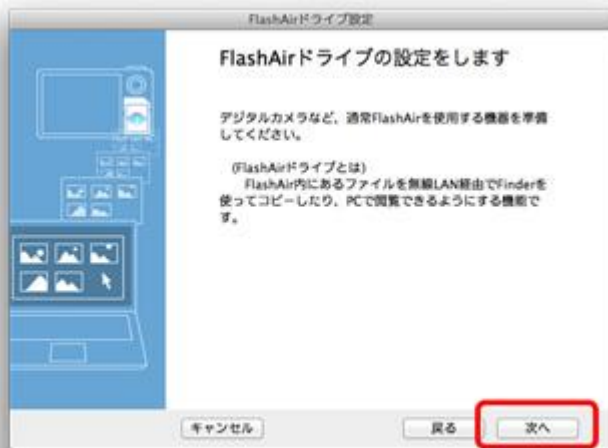 FlashAirドライブ設定
FlashAirドライブの設定をします
デジタルカメラなど、通常FlashAirを使用する機器を準備
してください。
(FlashAirドライブとは)
FlashAir内にあるファイルを無線LAN経由でFinderを
使ってコピーしたり、PCで閲覧できるようにする機能で
す。
キャンセル 戻る 次へ